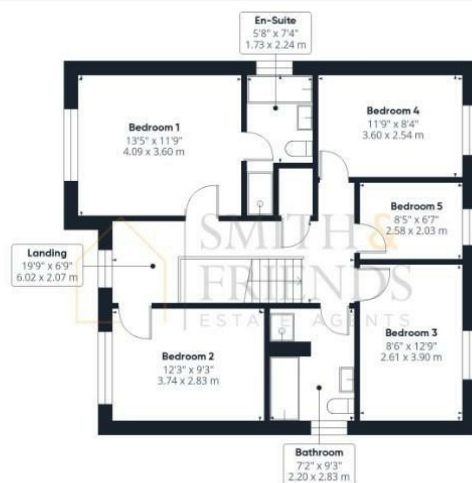 En-Suite
5'8" x 7'4"
1.73 x 2.24 m
Bedroom 1
13'5" x 11'9"
4.09 x 3.60 m
Bedroom 4
11'9" x 8'4"
3.60 x 2.54 m
Bedroom 5
8'5" x 6'7"
2.58 x 2.03 m
Landing
19'9" x 6'9"
6.02 x 2.07 m
SMITH &
FRIENDS
ESTATE AGENTS
Bedroom 2
12'3" x 9'3"
3.74 x 2.83 m
Bedroom 3
8'6" x 12'9"
2.61 x 3.90 m
Bathroom
7'2" x 9'3"
2.20 x 2.83 m